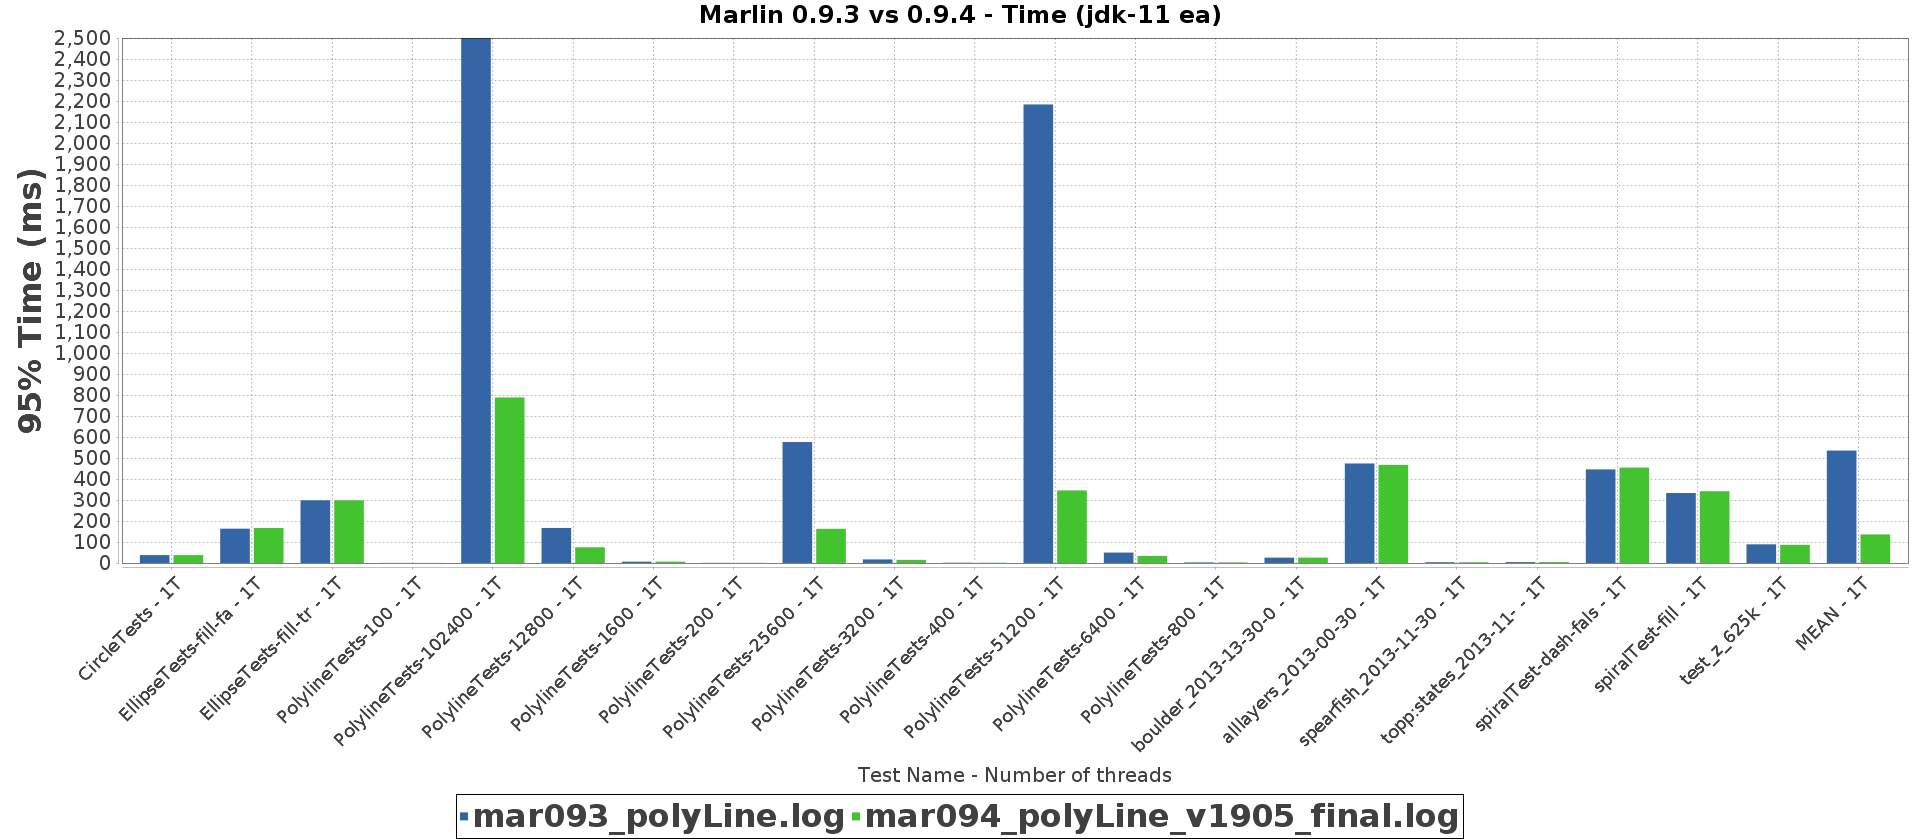 Marlin 0.9.3 vs 0.9.4 - Time (jdk-11 ea)
95% Time (ms)
2,500
2,400
2,300
2,200
2,100
2,000
1,900
1,800
1,700
1,600
1,500
1,400
1,300
1,200
1,100
1,000
900
800
700
600
500
400
300
200
100
0
CircleTests - 1T
EllipseTests-fill-fa - 1T
EllipseTests-fill-tr - 1T
PolylineTests-100 - 1T
PolylineTests-102400 - 1T
PolylineTests-12800 - 1T
PolylineTests-1600 - 1T
PolylineTests-200 - 1T
PolylineTests-25600 - 1T
PolylineTests-3200 - 1T
PolylineTests-400 - 1T
PolylineTests-51200 - 1T
PolylineTests-6400 - 1T
PolylineTests-800 - 1T
boulder_2013-13-30-0 - 1T
alllayers_2013-00-30 - 1T
spearfish_2013-11-30 - 1T
topp:states_2013-11- - 1T
spiralTest-dash-fals - 1T
spiralTest-fill - 1T
test_z_625k - 1T
MEAN - 1T
Test Name - Number of threads
mar093_polyLine.log mar094_polyLine_v1905_final.log